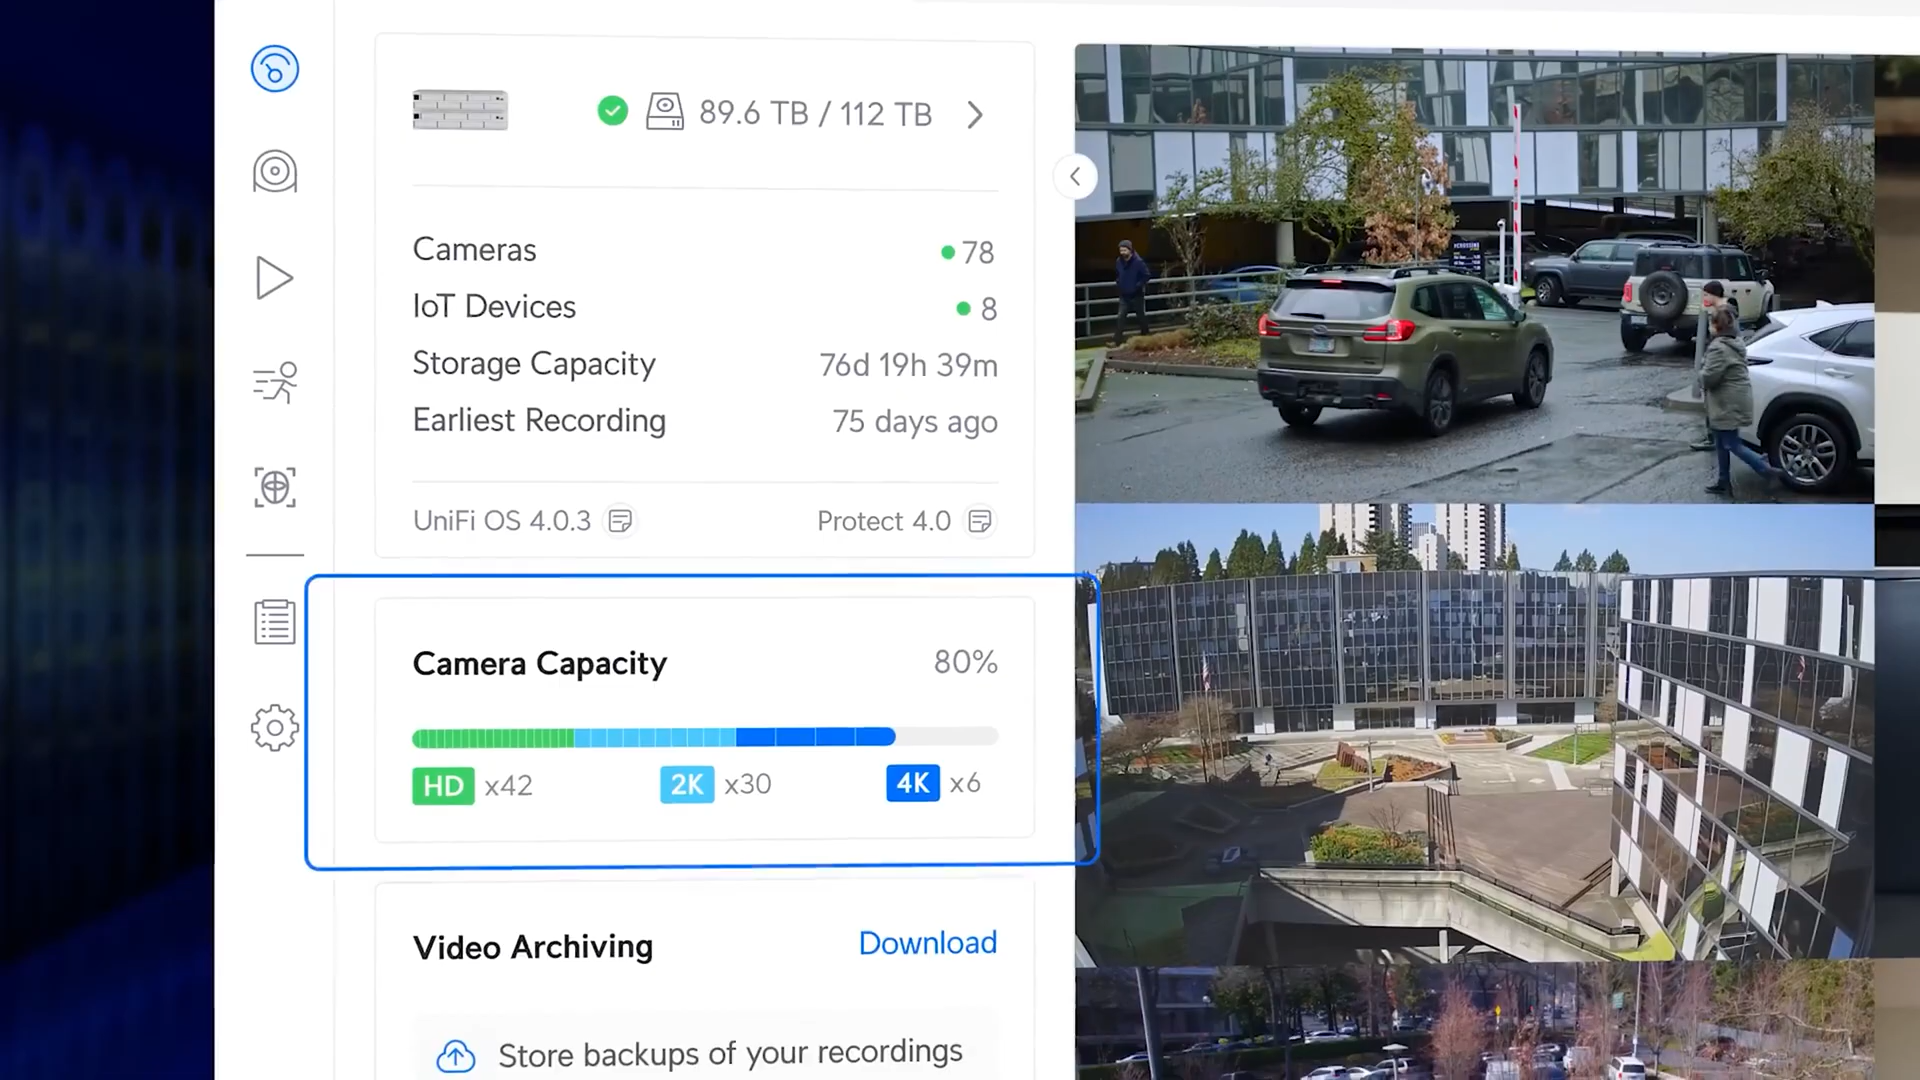 89.6 TB / 112 TB
Cameras 78
IoT Devices 8
Storage Capacity 76d 19h 39m
Earliest Recording 75 days ago
UniFi OS 4.0.3 Protect 4.0
Camera Capacity 80%
HD x42 2K x30 4K x6
Video Archiving Download
Store backups of your recordings